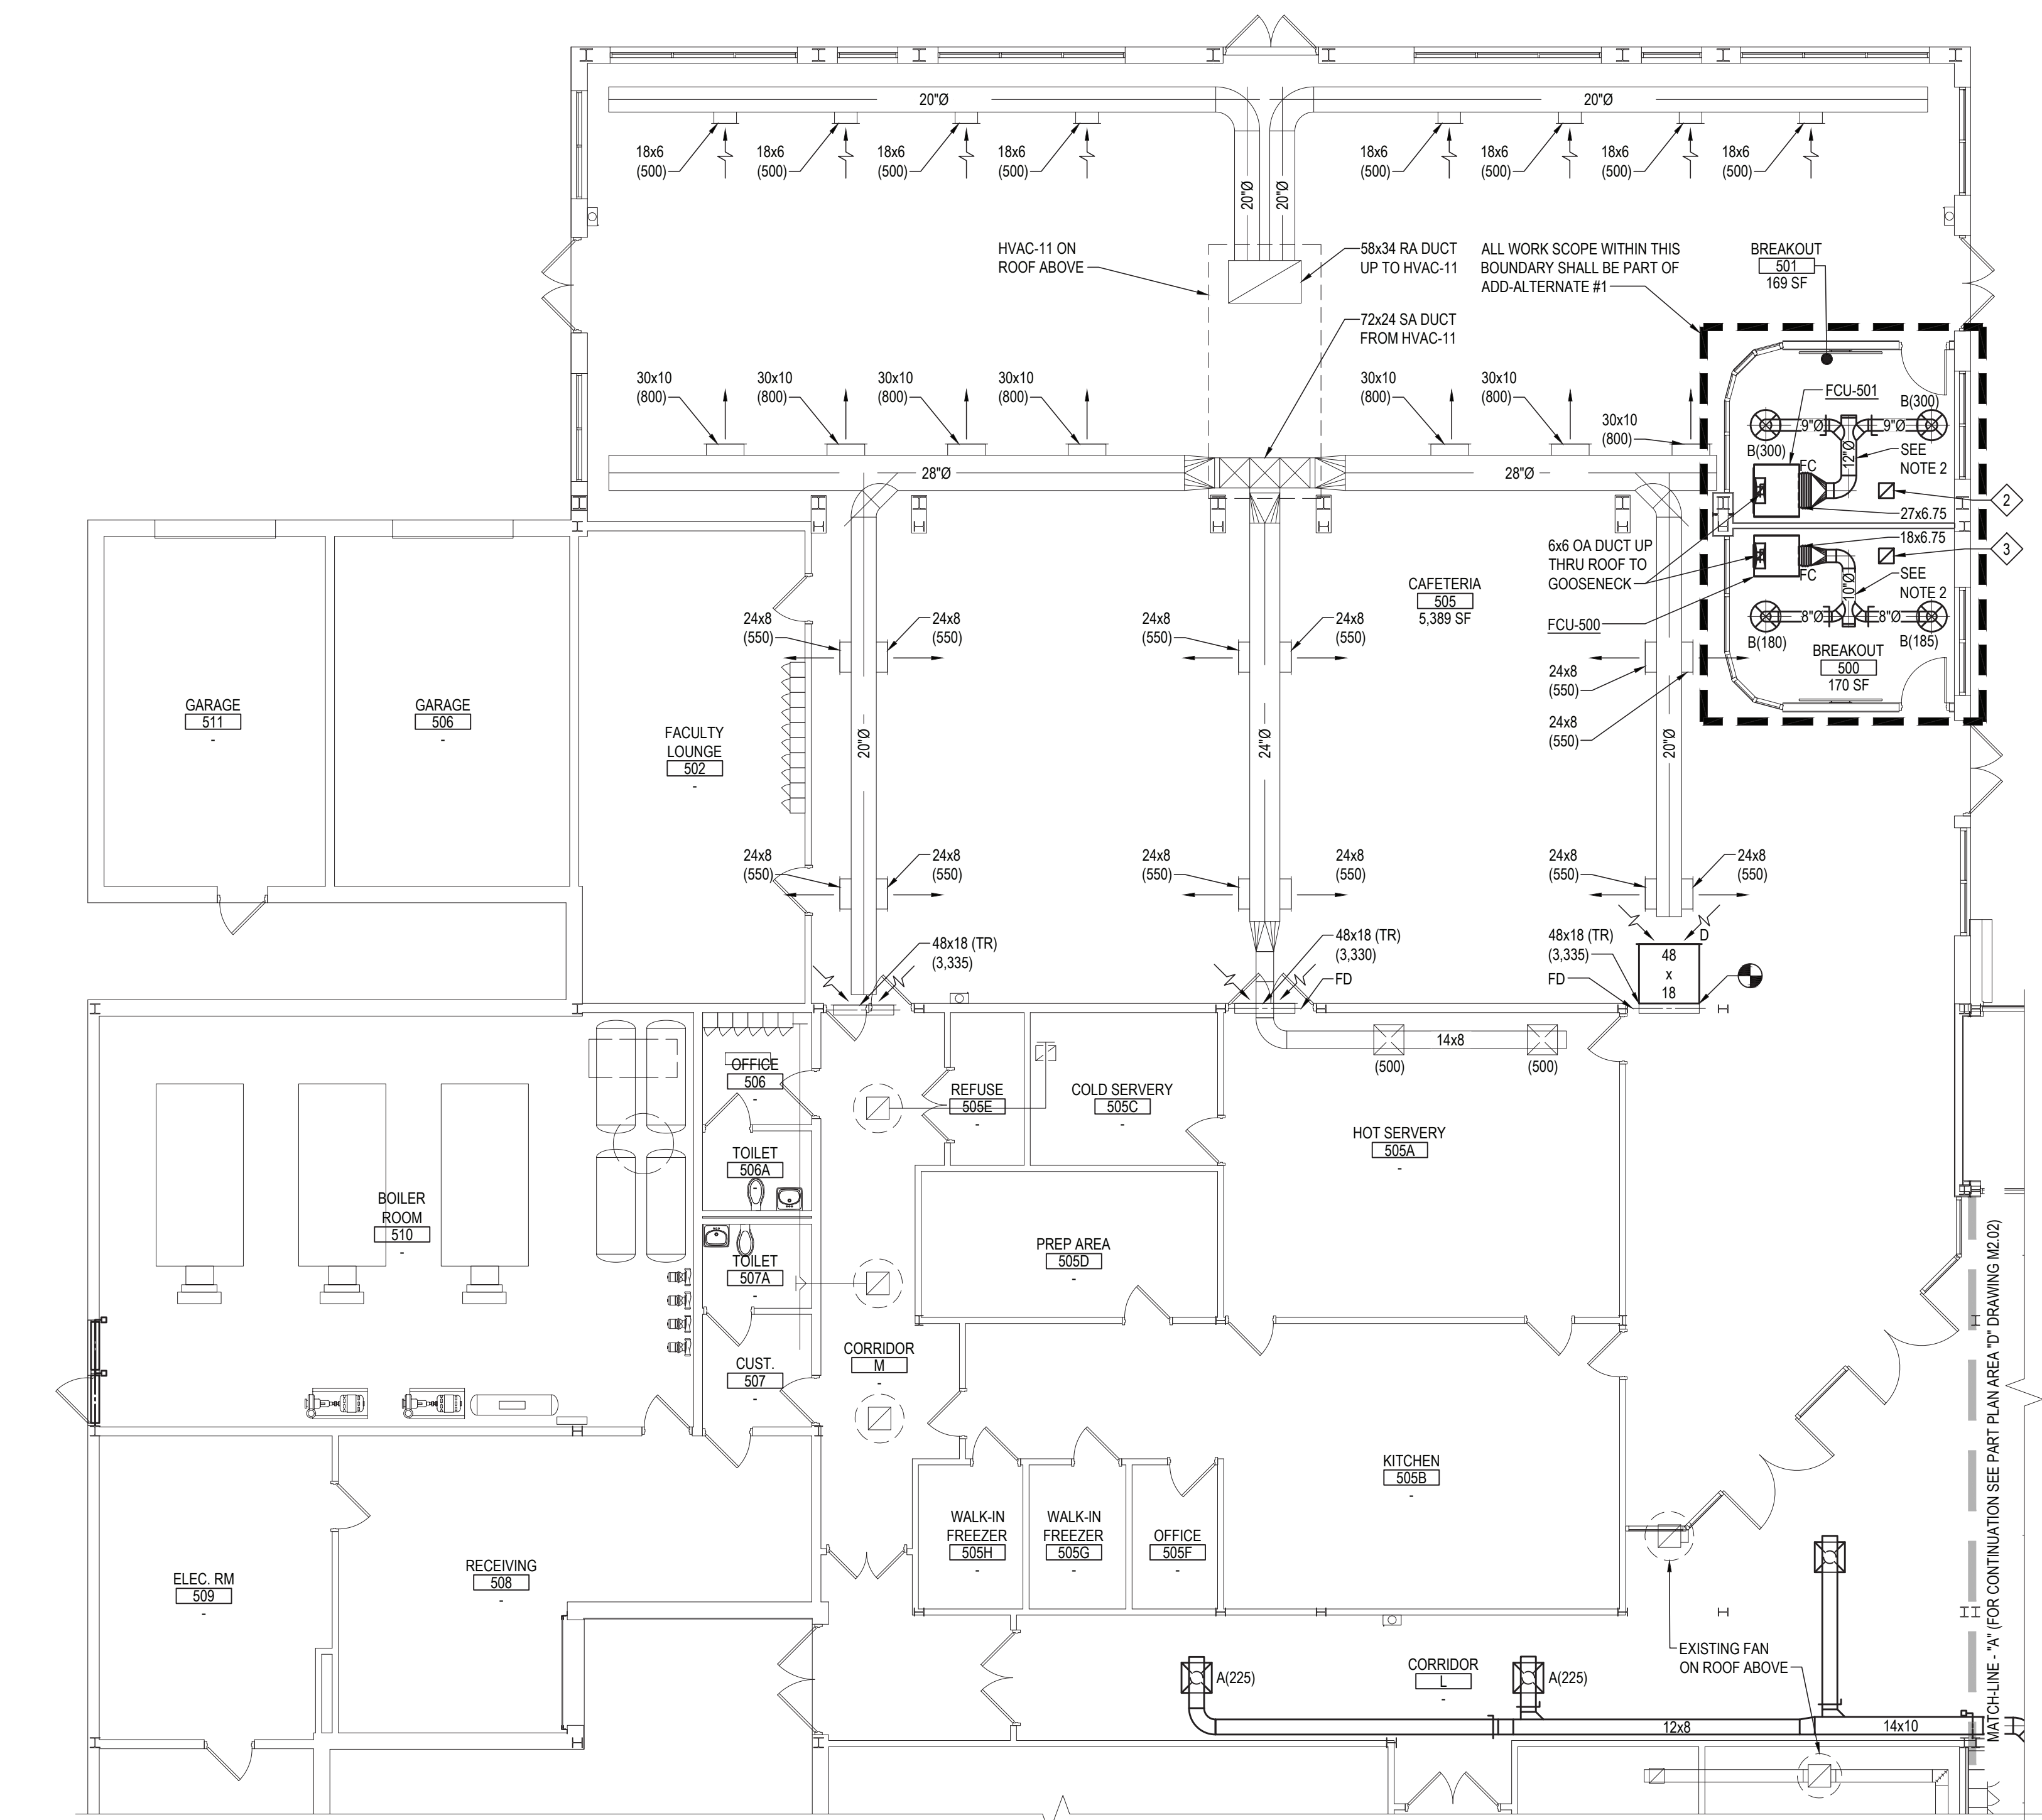 20"Ø
20"Ø
18x6
(500)
18x6
(500)
18x6
(500)
18x6
(500)
18x6
(500)
18x6
(500)
18x6
(500)
18x6
(500)
20"Ø
20"Ø
HVAC-11 ON
ROOF ABOVE
58x34 RA DUCT
UP TO HVAC-11
ALL WORK SCOPE WITHIN THIS
BOUNDARY SHALL BE PART OF
ADD-ALTERNATE #1
BREAKOUT
501
169 SF
72x24 SA DUCT
FROM HVAC-11
30x10
(800)
30x10
(800)
30x10
(800)
30x10
(800)
30x10
(800)
30x10
(800)
30x10
(800)
FCU-501
B(300)
9"Ø
9"Ø
B(300)
12"Ø
SEE
NOTE 2
FC
28"Ø
28"Ø
27x6.75
2
18x6.75
3
6x6 OA DUCT UP
THRU ROOF TO
GOOSENECK
FC
10"Ø
SEE
NOTE 2
FCU-500
8"Ø
8"Ø
B(180)
B(185)
BREAKOUT
500
170 SF
CAFETERIA
505
5,389 SF
24x8
(550)
24x8
(550)
24x8
(550)
24x8
(550)
24x8
(550)
24x8
(550)
GARAGE
511
-
GARAGE
506
-
FACULTY
LOUNGE
502
-
20"Ø
24"Ø
20"Ø
24x8
(550)
24x8
(550)
24x8
(550)
24x8
(550)
24x8
(550)
24x8
(550)
48x18 (TR)
(3,335)
48x18 (TR)
(3,330)
FD
48x18 (TR)
(3,335)
FD
D
48
x
18
14x8
(500)
(500)
OFFICE
506
-
REFUSE
505E
-
COLD SERVERY
505C
-
HOT SERVERY
505A
-
TOILET
506A
-
BOILER
ROOM
510
-
TOILET
507A
-
PREP AREA
505D
-
CUST.
507
-
CORRIDOR
M
-
KITCHEN
505B
-
WALK-IN
FREEZER
505H
-
WALK-IN
FREEZER
505G
-
OFFICE
505F
-
ELEC. RM
509
-
RECEIVING
508
-
EXISTING FAN
ON ROOF ABOVE
CORRIDOR
L
-
A(225)
A(225)
12x8
14x10
MATCH-LINE - "A" (FOR CONTINUATION SEE PART PLAN AREA "D" DRAWING M2.02)